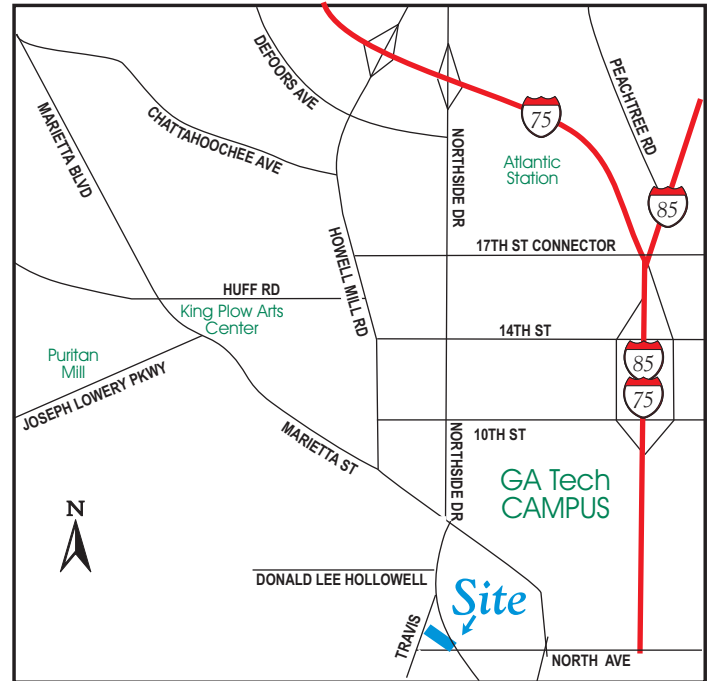 DEFOORS AVE
PEACHTREE RD
MARIETTA BLVD
CHATTAHOOCHEE AVE
75
NORTHSIDE DR
Atlantic
Station
85
HOWELL MILL RD
17TH ST CONNECTOR
HUFF RD
King Plow Arts
Center
14TH ST
Puritan
Mill
85
75
JOSEPH LOWERY PKWY
MARIETTA ST
NORTHSIDE DR
10TH ST
GA Tech
CAMPUS
N
DONALD LEE HOLLOWELL
Site
TRAVIS
NORTH AVE